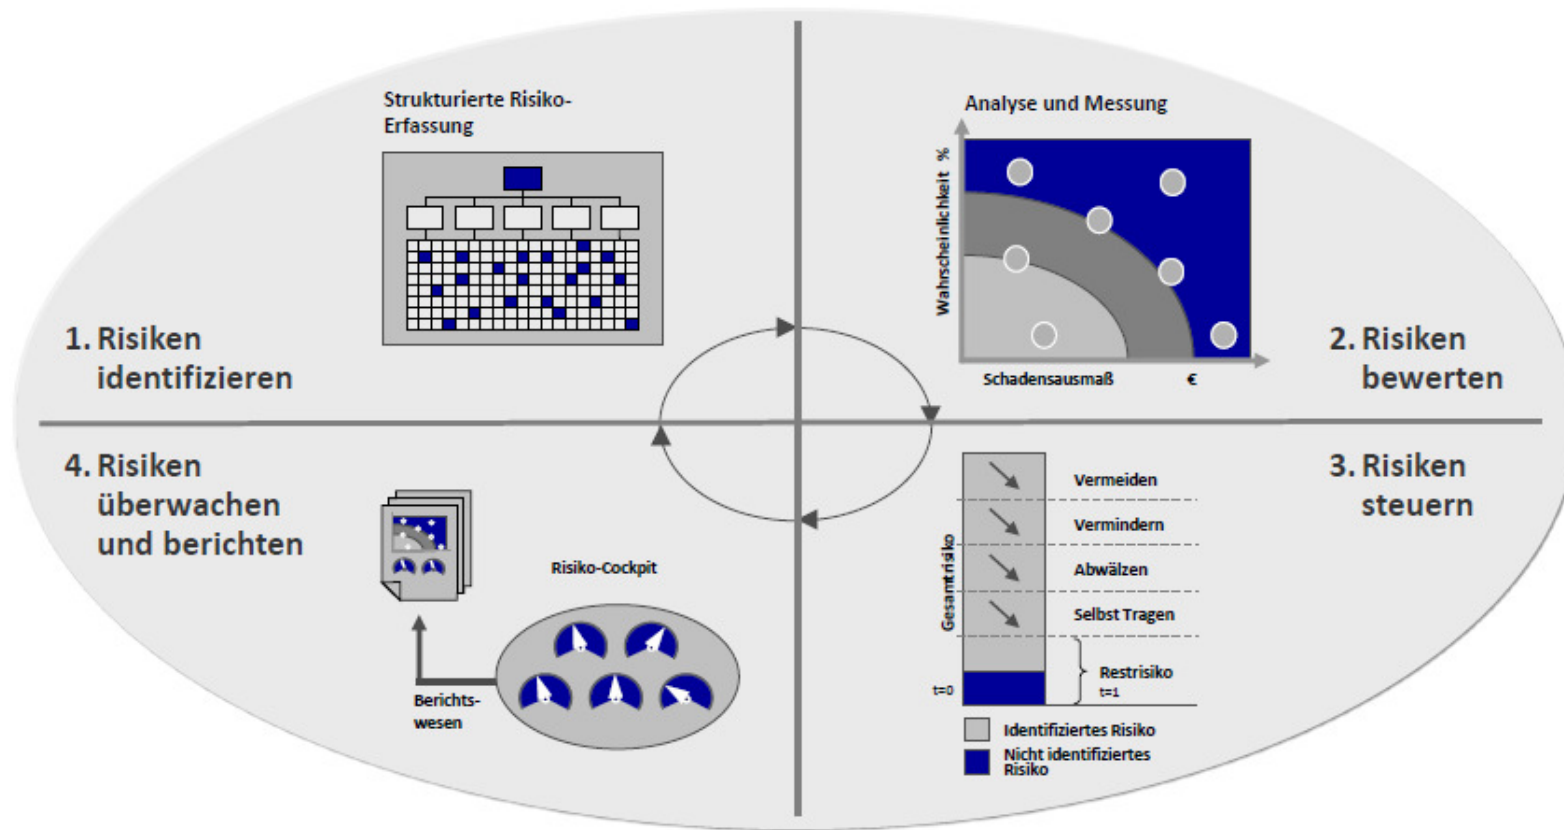 Strukturierte Risiko-
Erfassung
1. Risiken
identifizieren
Analyse und Messung
Wahrscheinlichkeit %
Schadensausmaß €
2. Risiken
bewerten
4. Risiken
überwachen
und berichten
Risiko-Cockpit
Berichts-
wesen
3. Risiken
steuern
Gesamtrisiko
Vermeiden
Vermindern
Abwälzen
Selbst Tragen
Restrisiko
t=0
t=1
Identifiziertes Risiko
Nicht identifiziertes
Risiko